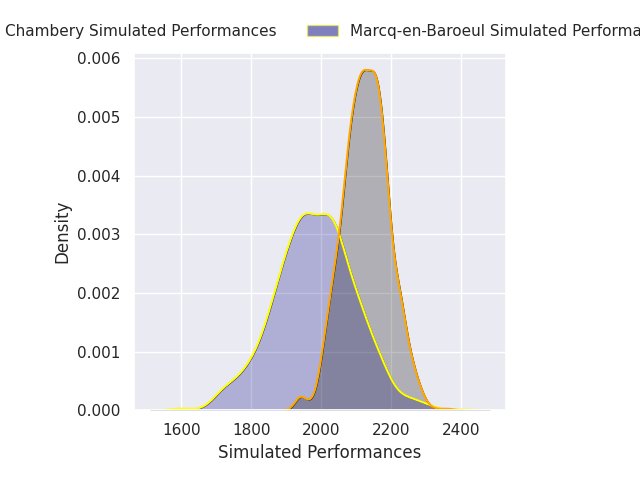 Chambery Simulated Performances Marcq-en-Baroeul Simulated Performa
0.006
0.005
0.004
0.003
0.002
0.001
0.000
Density
1600 1800 2000 2200 2400
Simulated Performances